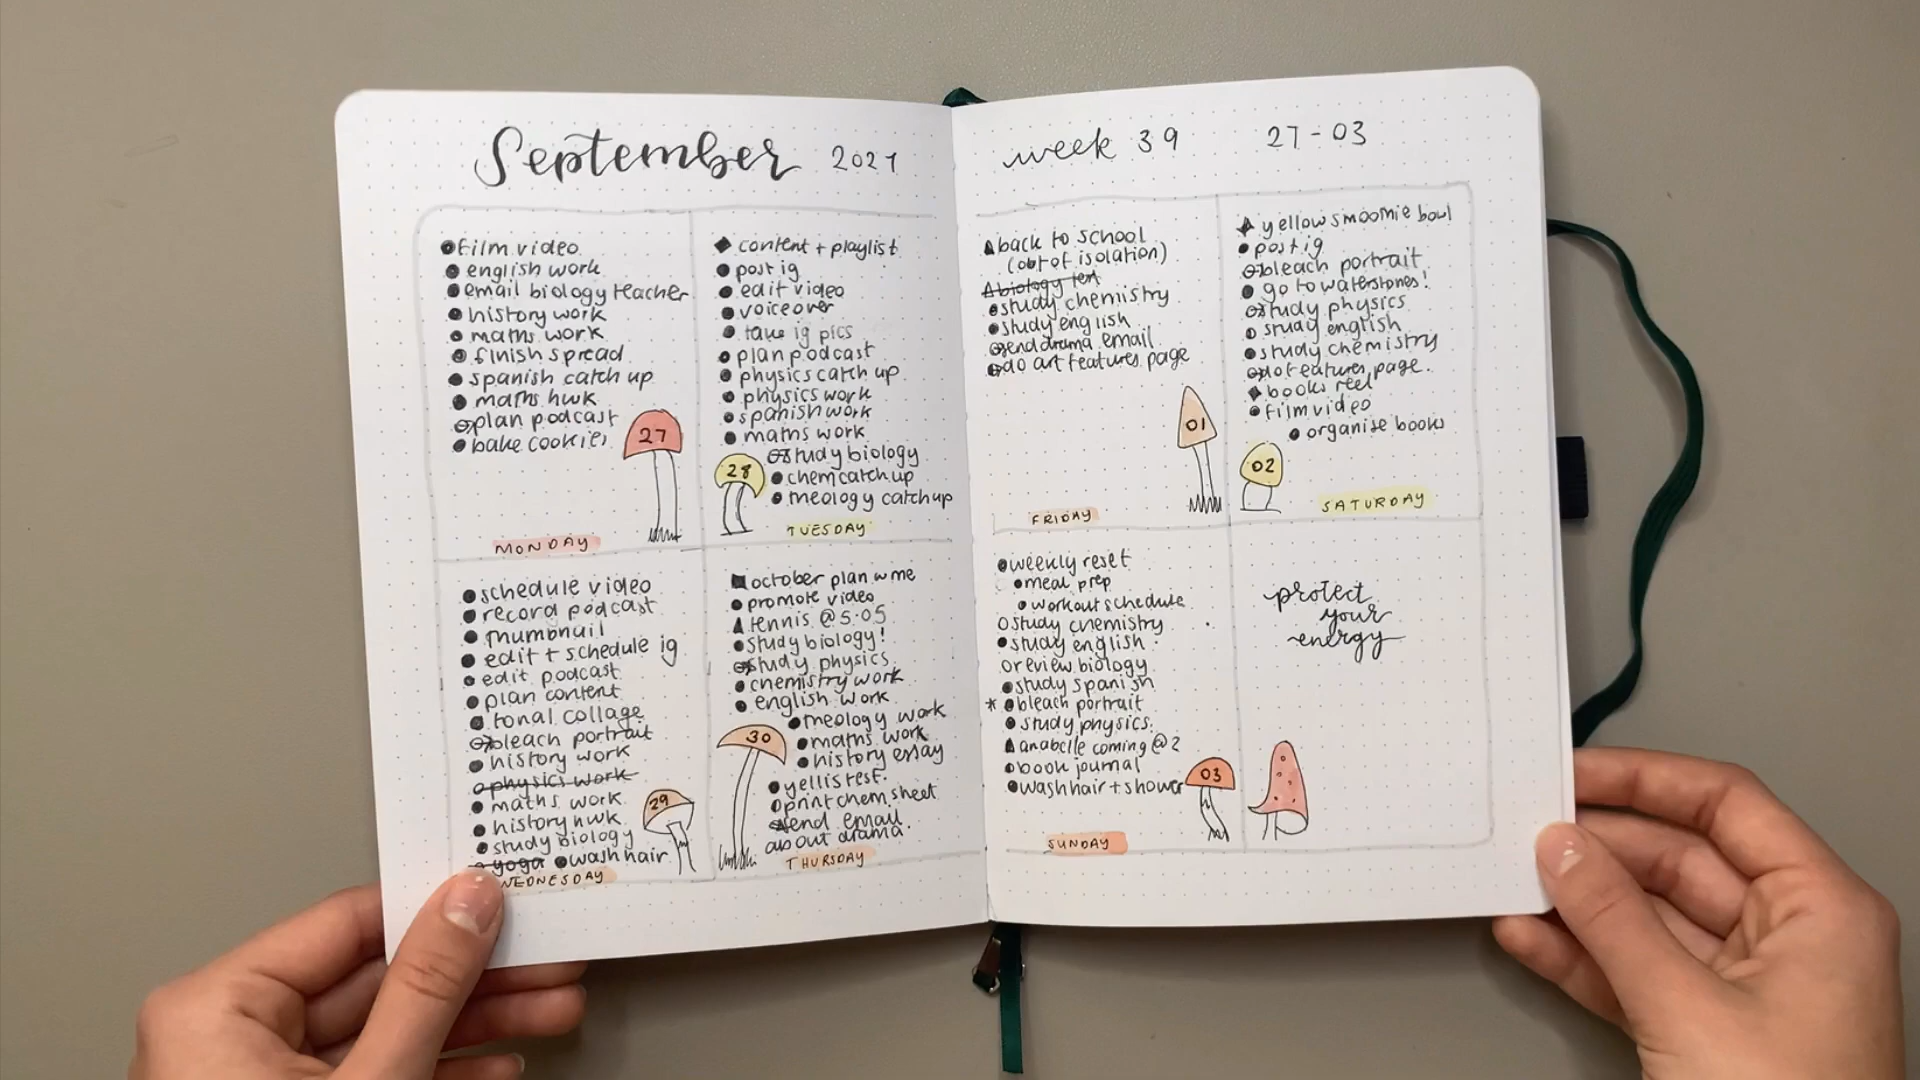 September 2021
film video
english work
email biology teacher
history work
maths work
finish spread
spanish catch up
maths hwk
plan podcast
bake cookies
27
MONDAY
content + playlist
post ig
edit video
voiceover
take ig pics
plan podcast
physics catch up
physics work
spanish work
maths work
study biology
chem catch up
theology catch up
28
TUESDAY
schedule video
record podcast
thumbnail
edit + schedule ig
edit podcast
plan content
tonal collage
bleach portrait
history work
physics work
maths work
history hwk
study biology
yoga wash hair
29
WEDNESDAY
october plan w me
promote video
tennis @ 5:05
study biology!
study physics
chemistry work
english work
theology work
maths work
history essay
yellis test.
print chem sheet
send email
about drama.
30
THURSDAY
week 39 27-03
back to school
(out of isolation)
biology test
study chemistry
study english
send drama email
do art features page
01
FRIDAY
yellow smoothie bowl
post ig
bleach portrait
go to waterstones!
study physics
study english
study chemistry
do features page.
books reel
film video
organise books
02
SATURDAY
weekly reset
meal prep
workout schedule
study chemistry
study english
review biology
study spanish
* bleach portrait
study physics.
anabelle coming @ 2
book journal
wash hair + shower
03
SUNDAY
protect
your
energy